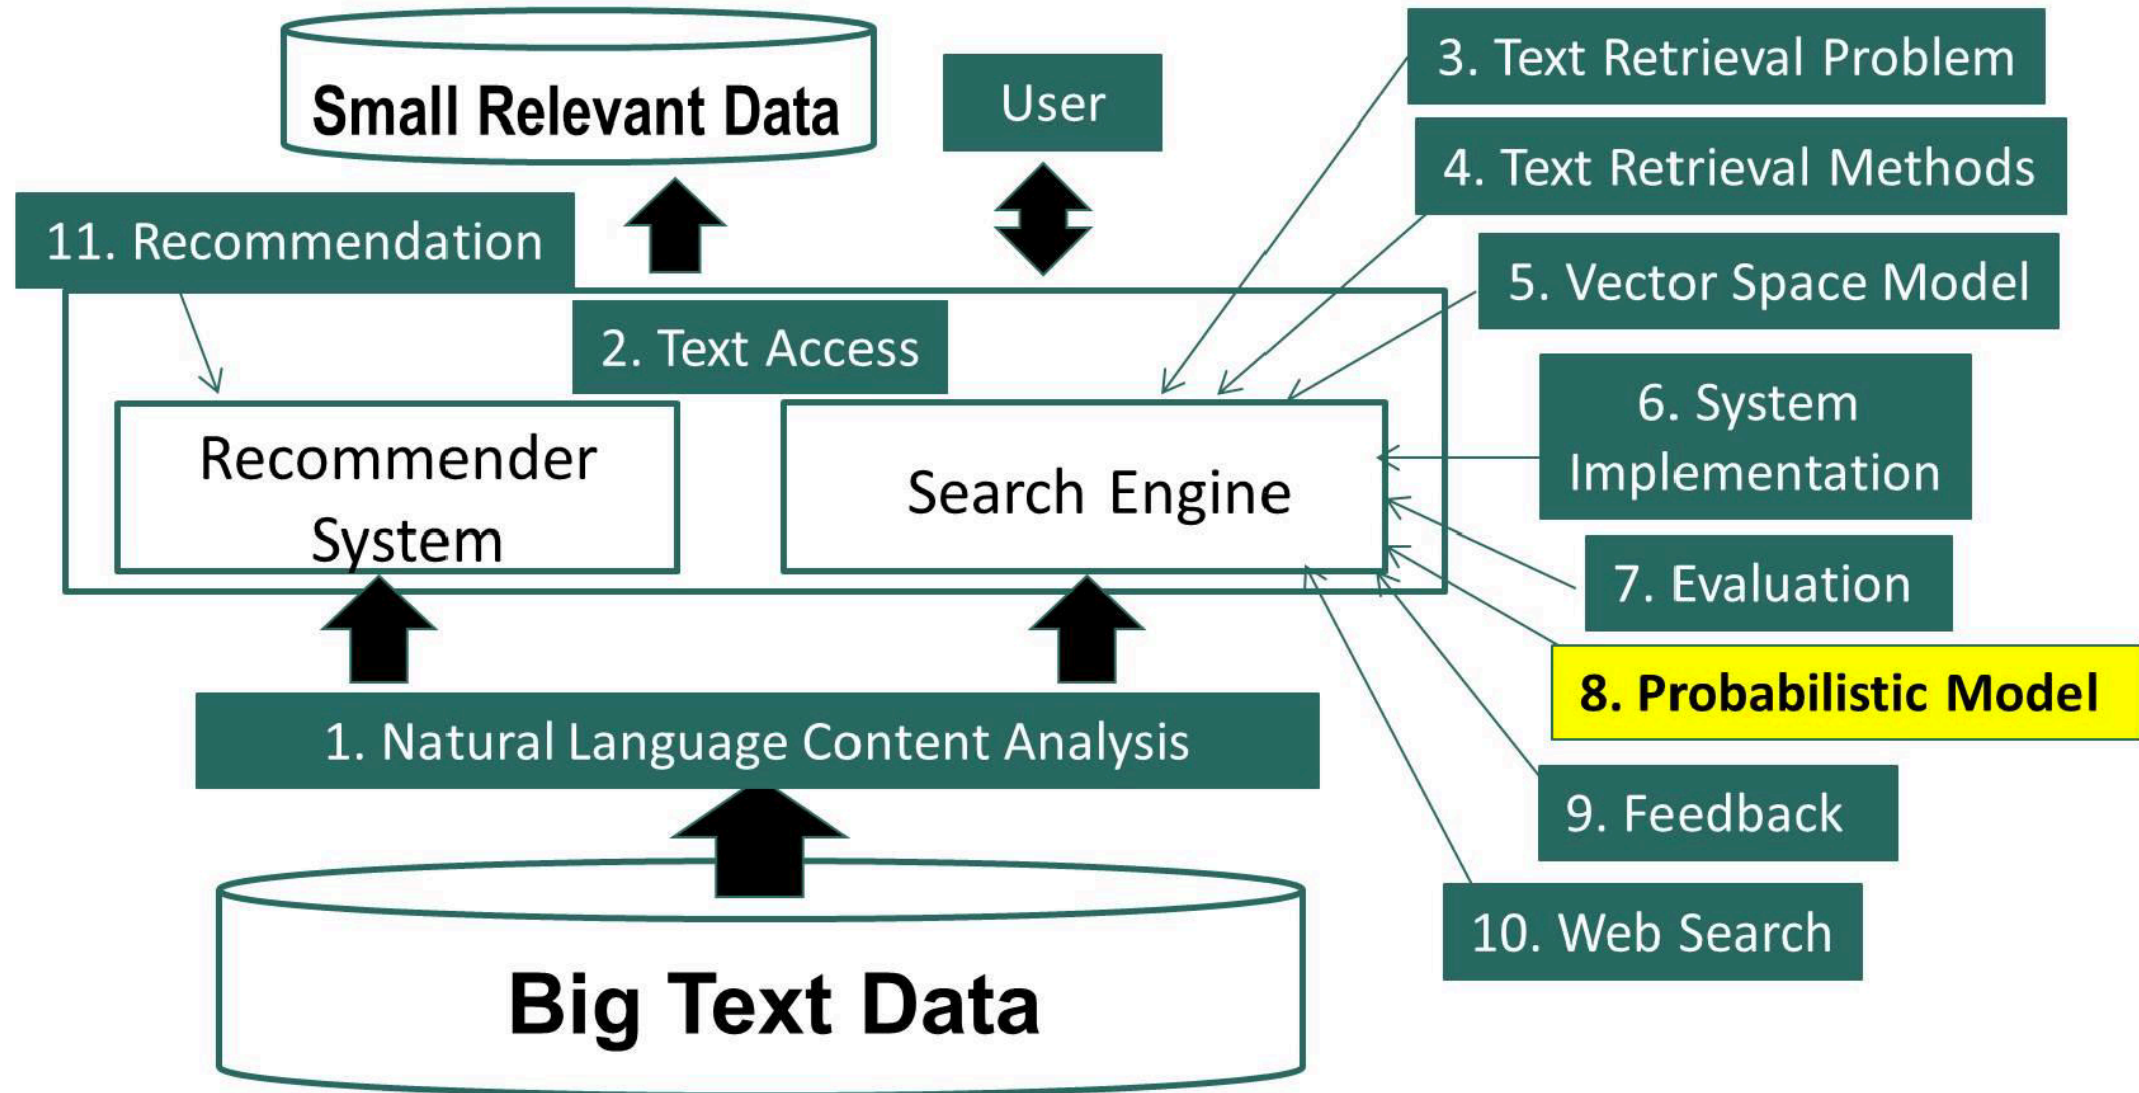 Small Relevant Data
User
3. Text Retrieval Problem
4. Text Retrieval Methods
11. Recommendation
5. Vector Space Model
2. Text Access
6. System
Implementation
Recommender
System
Search Engine
7. Evaluation
8. Probabilistic Model
1. Natural Language Content Analysis
9. Feedback
10. Web Search
Big Text Data